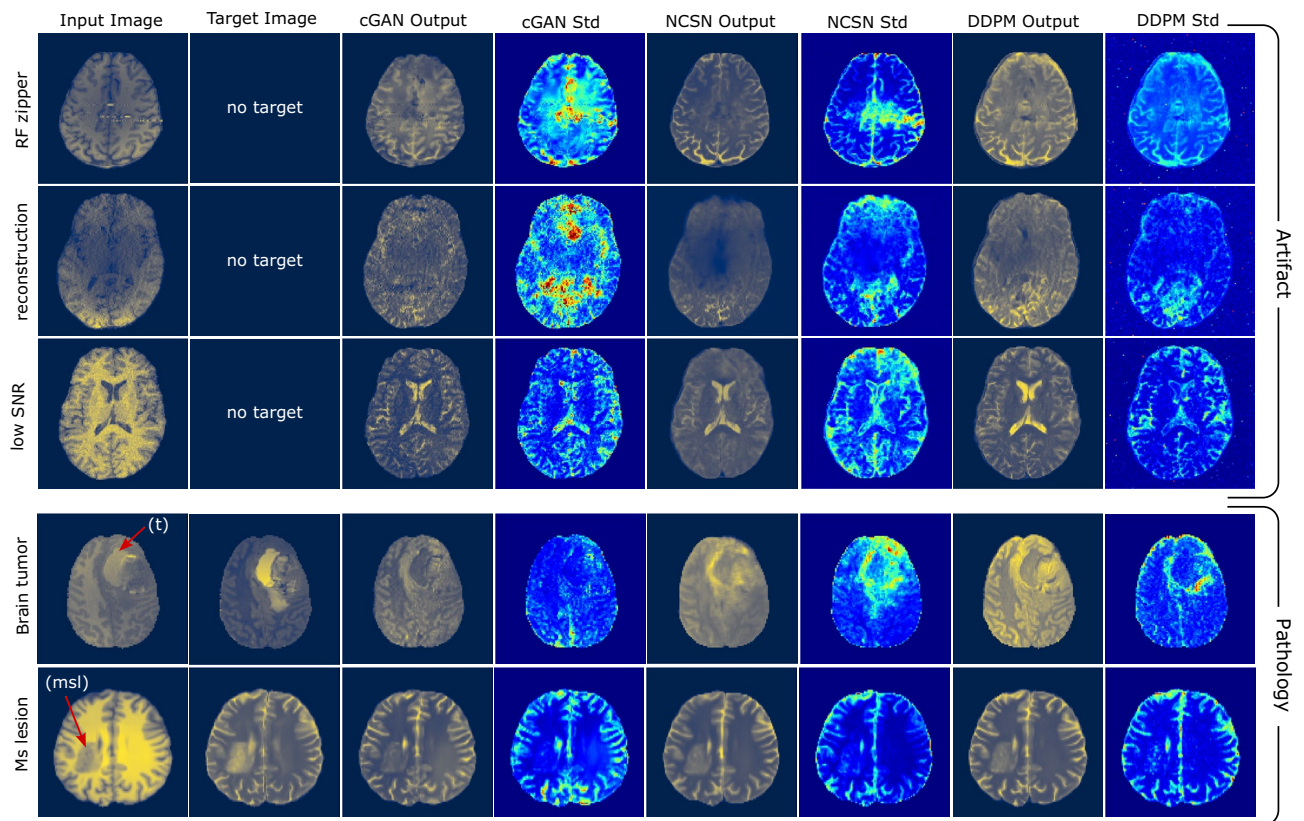 Input Image Target Image cGAN Output cGAN Std NCSN Output NCSN Std DDPM Output DDPM Std
RF zipper
no target
reconstruction
no target
low SNR
no target
Artifact
Brain tumor
(t)
Ms lesion
(msl)
Pathology